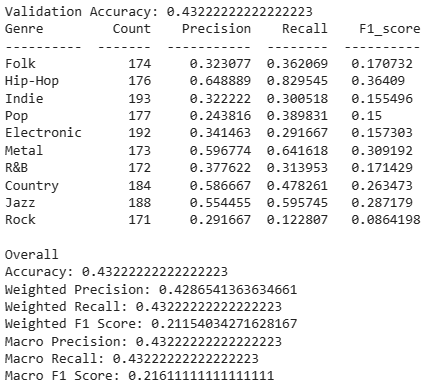 Validation Accuracy: 0.43222222222222223
Genre Count Precision Recall F1_score
---------- ------- ----------- -------- ----------
Folk 174 0.323077 0.362069 0.170732
Hip-Hop 176 0.648889 0.829545 0.36409
Indie 193 0.322222 0.300518 0.155496
Pop 177 0.243816 0.389831 0.15
Electronic 192 0.341463 0.291667 0.157303
Metal 173 0.596774 0.641618 0.309192
R&B 172 0.377622 0.313953 0.171429
Country 184 0.586667 0.478261 0.263473
Jazz 188 0.554455 0.595745 0.287179
Rock 171 0.291667 0.122807 0.0864198
Overall
Accuracy: 0.43222222222222223
Weighted Precision: 0.4286541363634661
Weighted Recall: 0.43222222222222223
Weighted F1 Score: 0.21154034271628167
Macro Precision: 0.43222222222222223
Macro Recall: 0.43222222222222223
Macro F1 Score: 0.21611111111111111